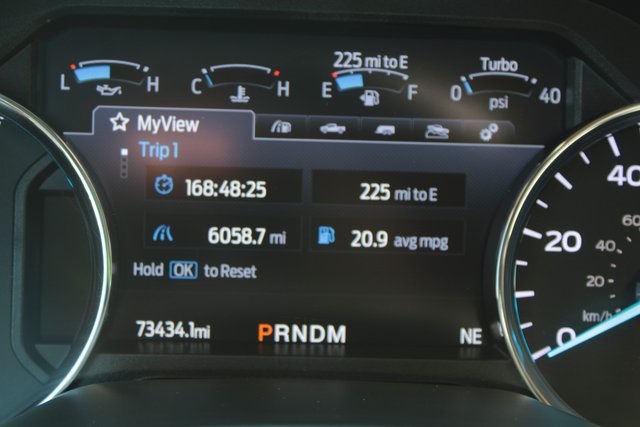 225 mi to E
Turbo
L H C H E F 0 psi 40
MyView
Trip 1
168:48:25 225 mi to E
6058.7 mi 20.9 avg mpg
Hold OK to Reset
73434.1mi PRNDM NE
40
60
20
40
20
km/h
0